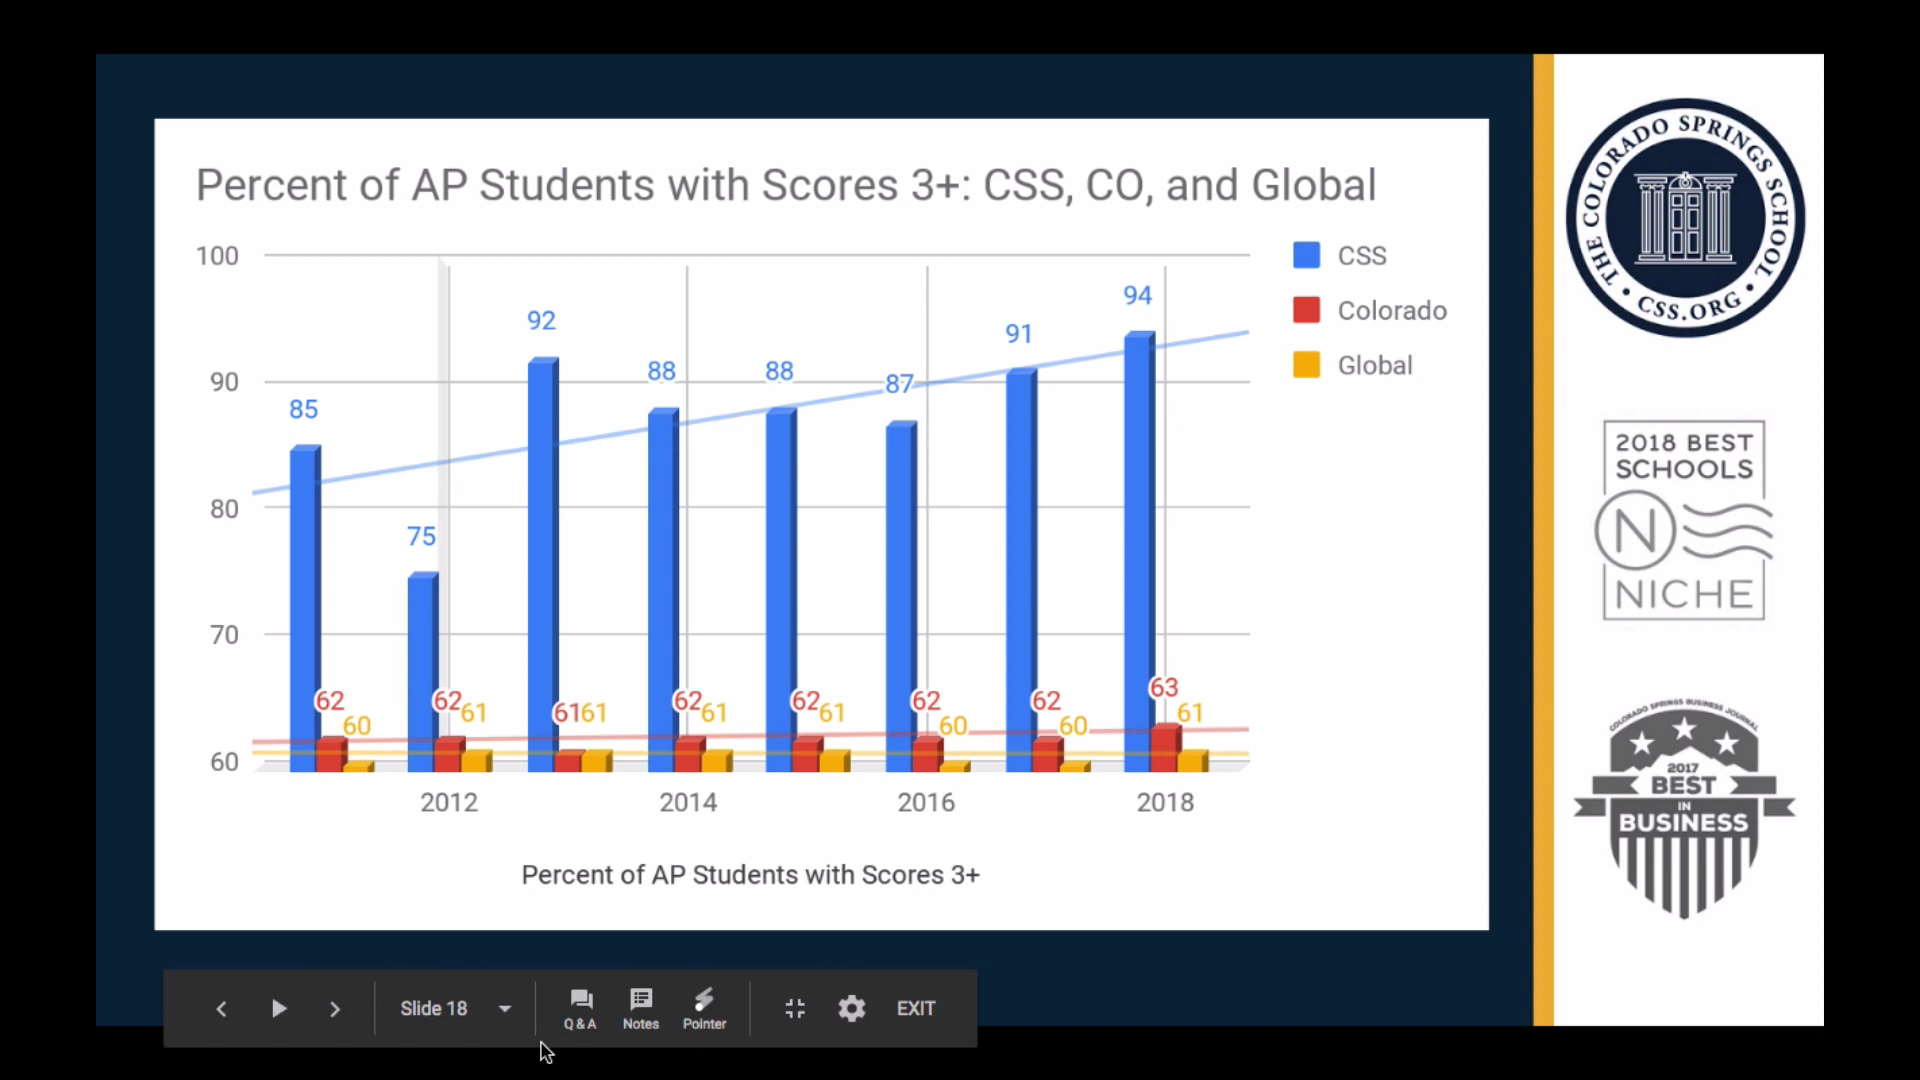 Percent of AP Students with Scores 3+: CSS, CO, and Global
100
90
80
70
60
85
75
92
88
88
87
91
94
62
60
62
61
61
61
62
61
62
61
62
60
62
60
63
61
2012
2014
2016
2018
Percent of AP Students with Scores 3+
CSS
Colorado
Global
THE COLORADO SPRINGS SCHOOL
• CSS.ORG •
2018 BEST
SCHOOLS
N
NICHE
COLORADO SPRINGS BUSINESS JOURNAL
2017
BEST
IN
BUSINESS
Slide 18
Q & A
Notes
Pointer
EXIT